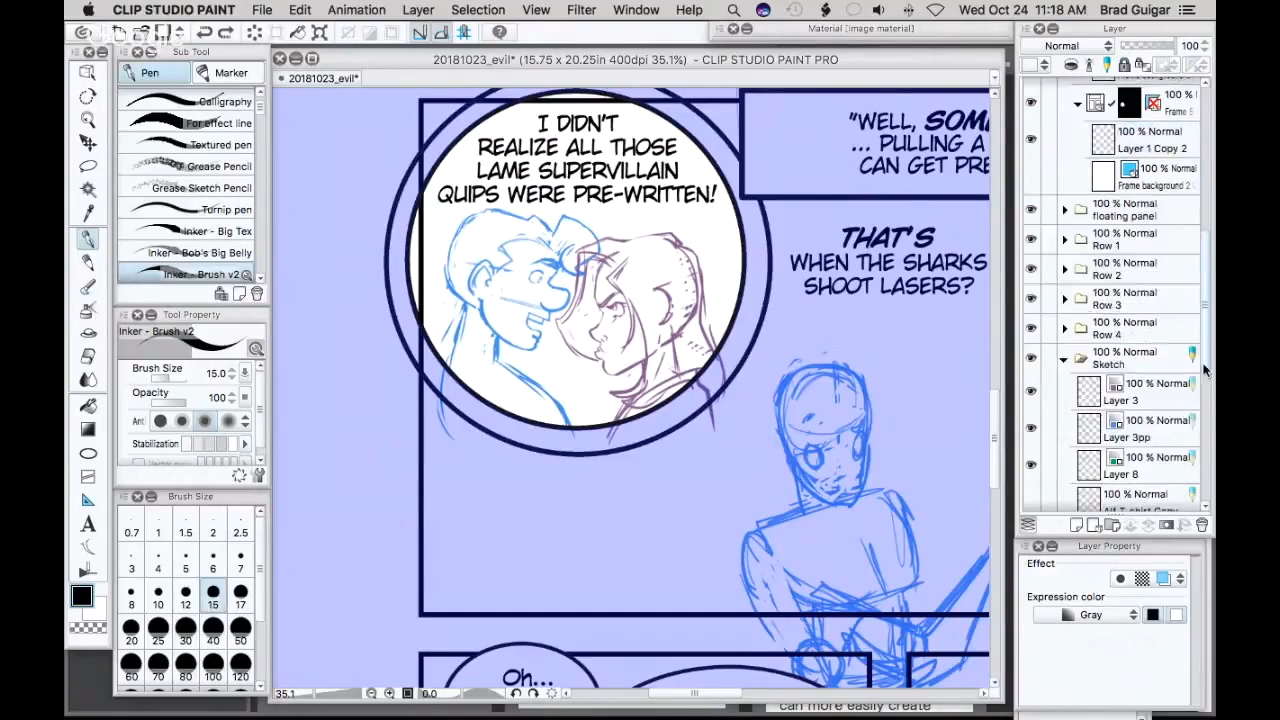 CLIP STUDIO PAINT File Edit Animation Layer Selection View Filter Window Help Wed Oct 24 11:18 AM Brad Guigar
Material [Image material]
Layer
Sub Tool
20181023_evil* (15.75 x 20.25in 400dpi 35.1%) - CLIP STUDIO PAINT PRO
20181023_evil*
Normal 100
Pen Marker
Calligraphy
For effect line
Textured pen
Grease Pencil
Grease Sketch Pencil
Turnip pen
Inker - Big Tex
Inker - Bob's Big Belly
Inker - Brush v2
Tool Property
Inker - Brush v2
Brush Size 15.0
Opacity 100
Stabilization
Brush Size
0.7 1 1.5 2 2.5
3 4 5 6 7
8 10 12 15 17
20 25 30 40 50
60 70 80 100 120
I DIDN'T
REALIZE ALL THOSE
LAME SUPERVILLAIN
QUIPS WERE PRE-WRITTEN!
"WELL,
... PULLING A
CAN GET
THAT'S
WHEN THE SHARKS
SHOOT LASERS?
Oh...
35.1 0.0
100 % Normal
Layer 1 Copy 2
100 % Normal
Frame background 2
100 % Normal
floating panel
100 % Normal
Row 1
100 % Normal
Row 2
100 % Normal
Row 3
100 % Normal
Row 4
100 % Normal
Sketch
100 % Normal
Layer 3
100 % Normal
Layer 3pp
100 % Normal
Layer 8
100 % Normal
Layer Property
Effect
Expression color
Gray
can more easily create